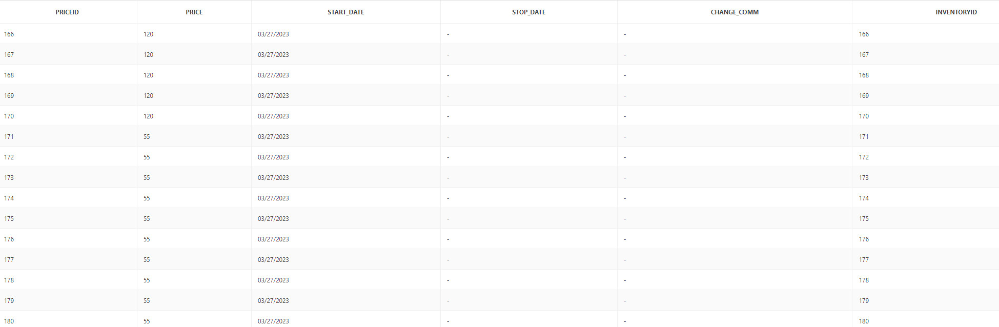 PRICEID PRICE START_DATE STOP_DATE CHANGE_COMM INVENTORYID
166 120 03/27/2023 - - 166
167 120 03/27/2023 - - 167
168 120 03/27/2023 - - 168
169 120 03/27/2023 - - 169
170 120 03/27/2023 - - 170
171 55 03/27/2023 - - 171
172 55 03/27/2023 - - 172
173 55 03/27/2023 - - 173
174 55 03/27/2023 - - 174
175 55 03/27/2023 - - 175
176 55 03/27/2023 - - 176
177 55 03/27/2023 - - 177
178 55 03/27/2023 - - 178
179 55 03/27/2023 - - 179
180 55 03/27/2023 - - 180